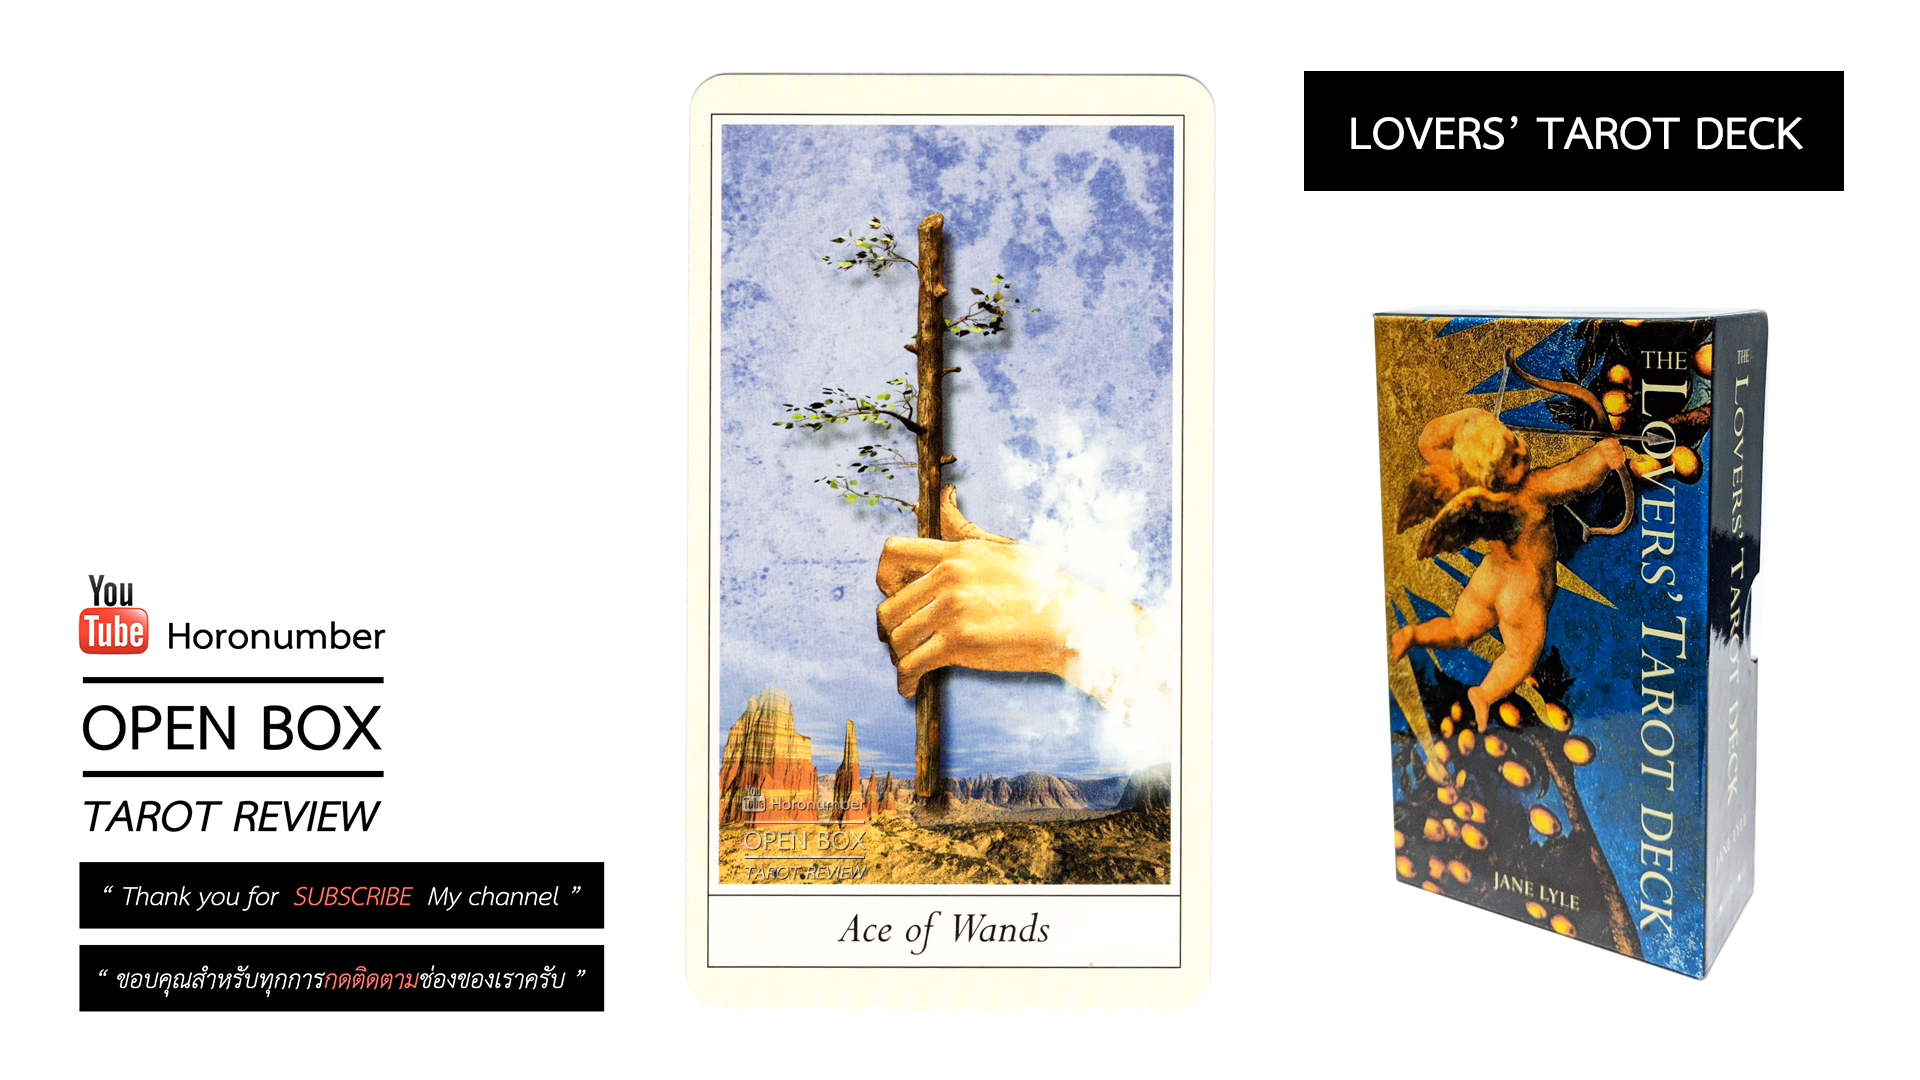 You
Tube Horonumber
OPEN BOX
TAROT REVIEW
“ Thank you for SUBSCRIBE My channel ”
“ ขอบคุณสำหรับทุกการกดติดตามช่องของเราครับ ”
You
Tube Horonumber
OPEN BOX
TAROT REVIEW
Ace of Wands
LOVERS’ TAROT DECK
THE LOVERS’ TAROT DECK
JANE LYLE
THE LOVERS’ TAROT DECK